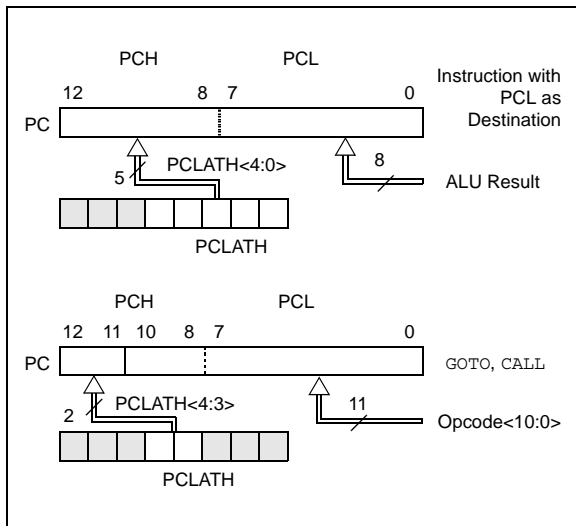 PCH PCL
12 8 7 0
Instruction with
PCL as
Destination
PC
5 PCLATH<4:0> 8
ALU Result
PCLATH
PCH PCL
12 11 10 8 7 0
PC GOTO, CALL
2 PCLATH<4:3> 11
Opcode<10:0>
PCLATH